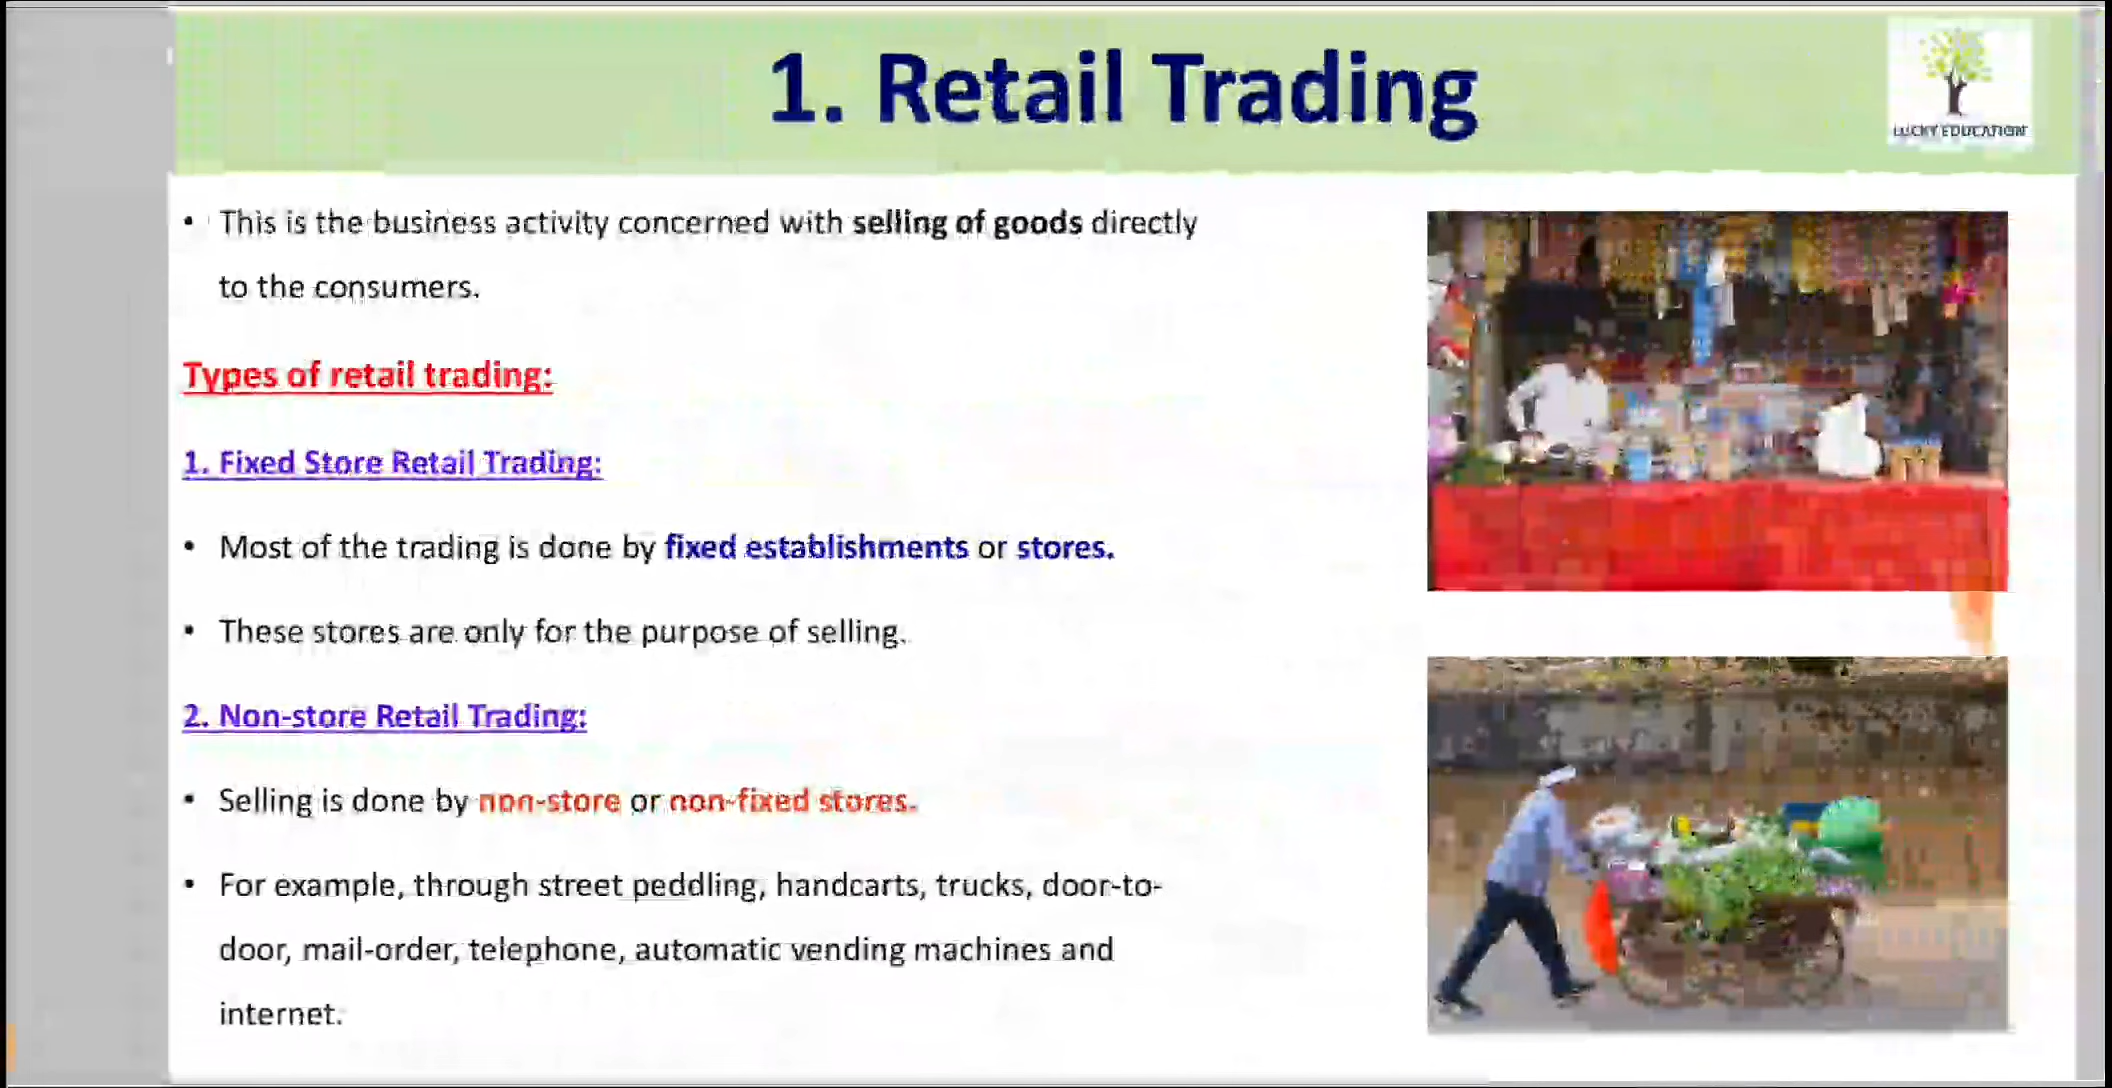 1. Retail Trading
LUCKY EDUCATION
• This is the business activity concerned with selling of goods directly
to the consumers.
Types of retail trading:
1. Fixed Store Retail Trading:
• Most of the trading is done by fixed establishments or stores.
• These stores are only for the purpose of selling.
2. Non-store Retail Trading:
• Selling is done by non-store or non-fixed stores.
• For example, through street peddling, handcarts, trucks, door-to-
door, mail-order, telephone, automatic vending machines and
internet.